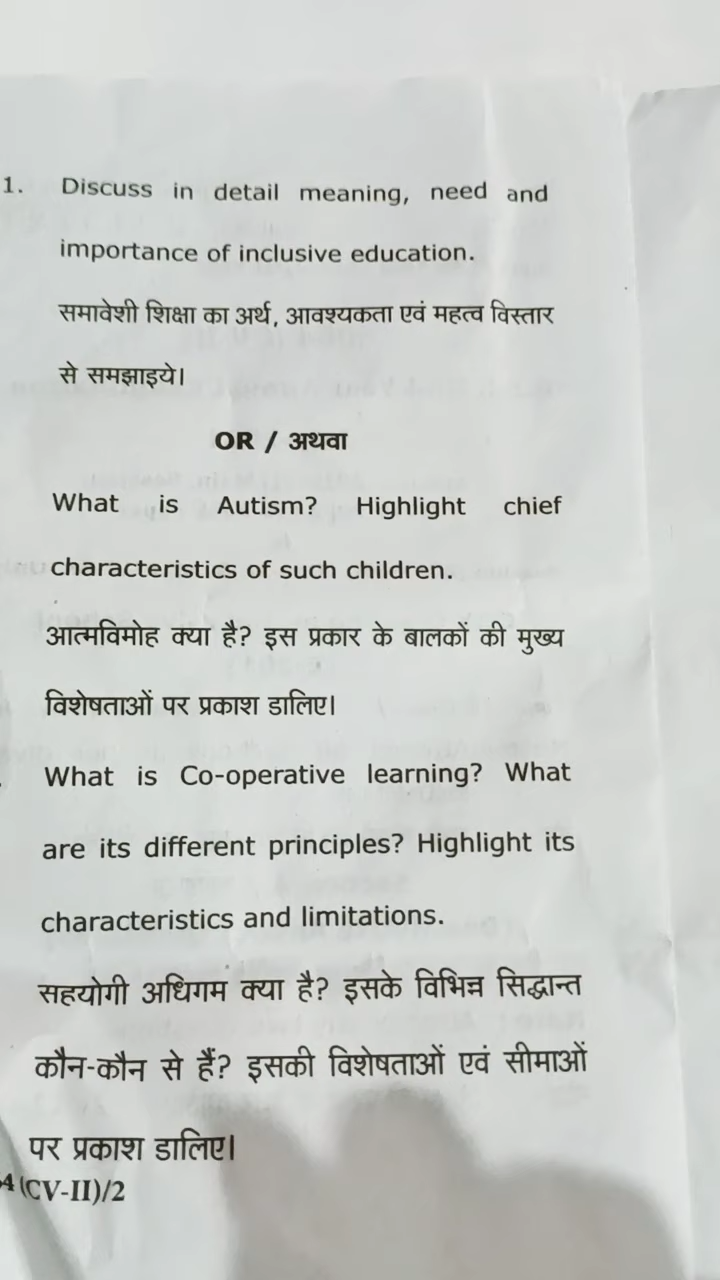 1. Discuss in detail meaning, need and
importance of inclusive education.
समावेशी शिक्षा का अर्थ, आवश्यकता एवं महत्व विस्तार
से समझाइये।
OR / अथवा
What is Autism? Highlight chief
characteristics of such children.
आत्मविमोह क्या है? इस प्रकार के बालकों की मुख्य
विशेषताओं पर प्रकाश डालिए।
What is Co-operative learning? What
are its different principles? Highlight its
characteristics and limitations.
सहयोगी अधिगम क्या है? इसके विभिन्न सिद्धान्त
कौन-कौन से हैं? इसकी विशेषताओं एवं सीमाओं
पर प्रकाश डालिए।
4 (CV-II)/2